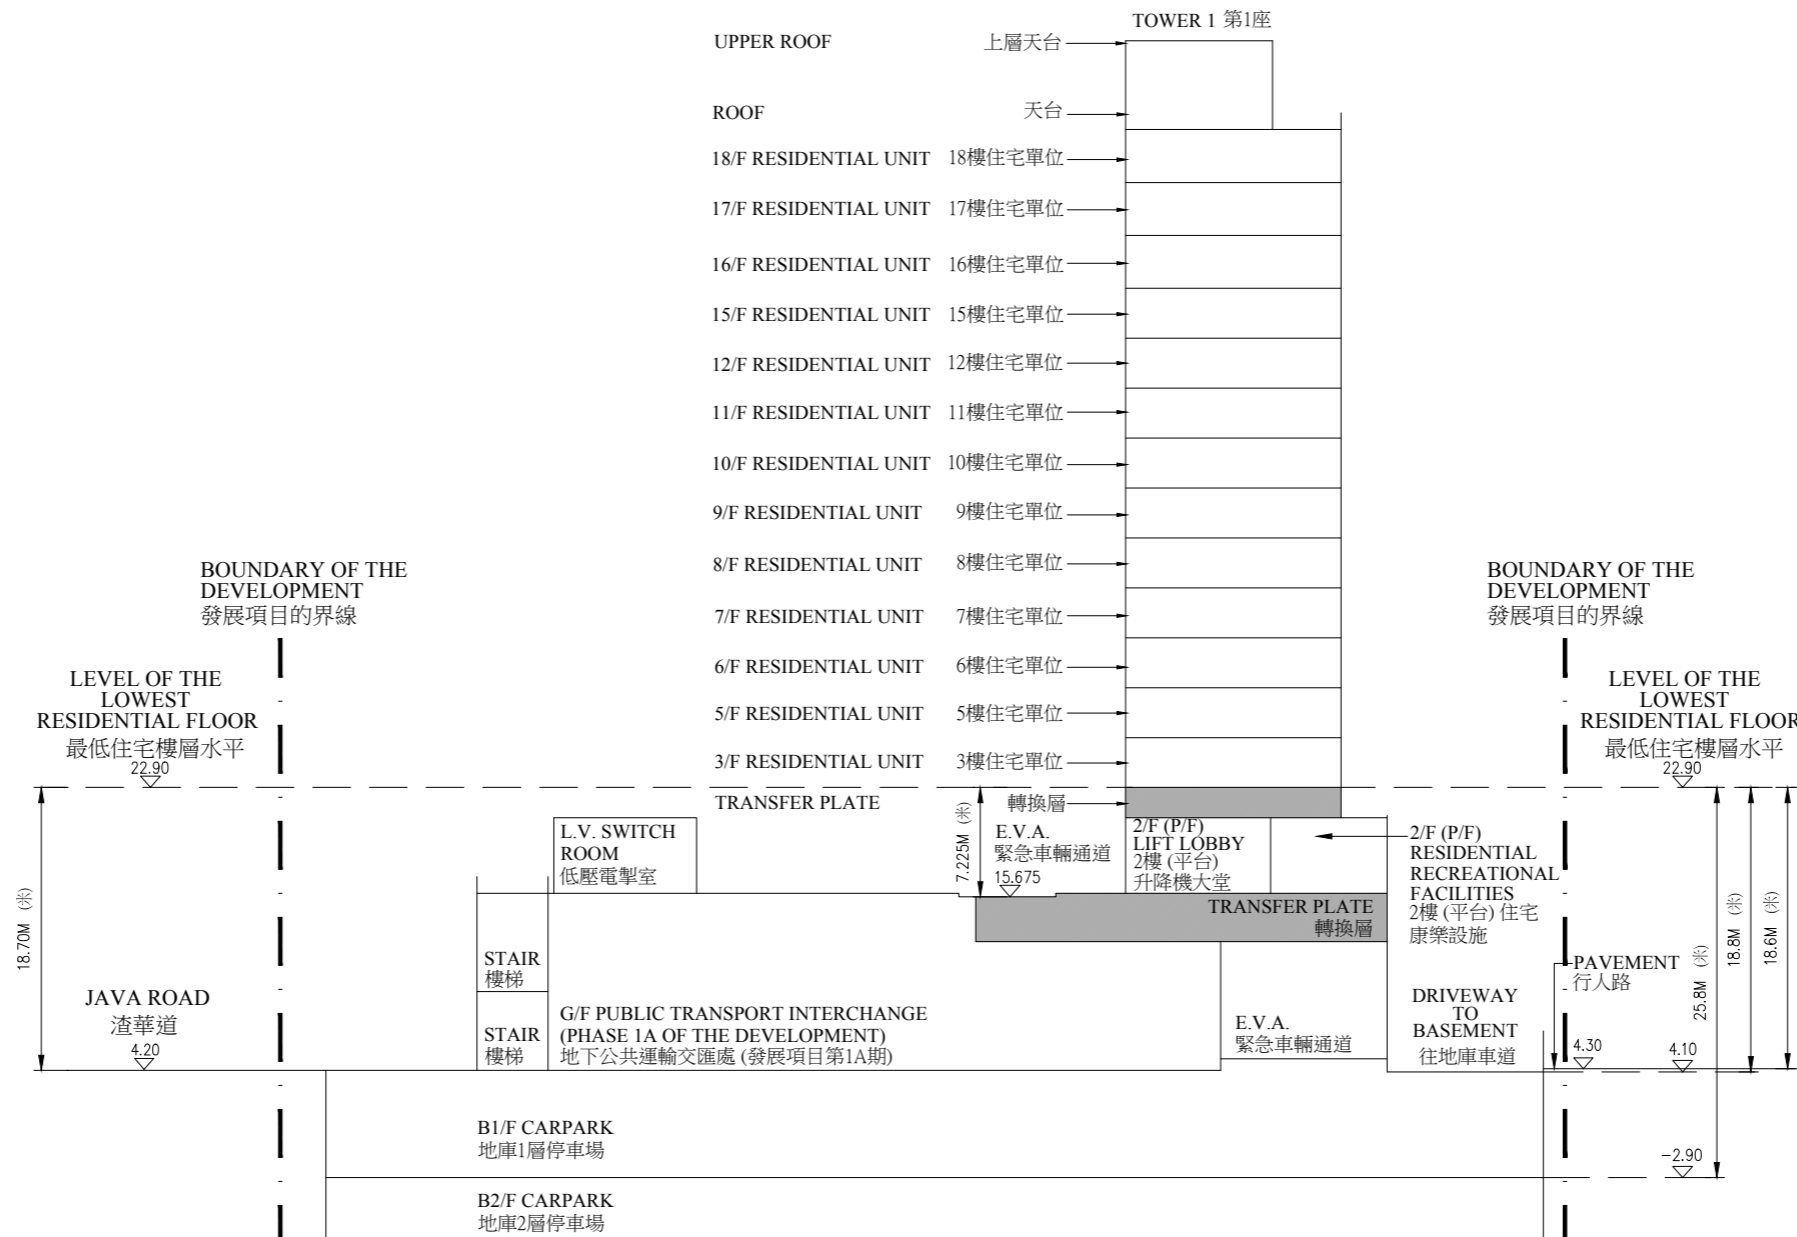 TOWER 1 第1座
UPPER ROOF 上層天台
ROOF 天台
18/F RESIDENTIAL UNIT 18樓住宅單位
17/F RESIDENTIAL UNIT 17樓住宅單位
16/F RESIDENTIAL UNIT 16樓住宅單位
15/F RESIDENTIAL UNIT 15樓住宅單位
12/F RESIDENTIAL UNIT 12樓住宅單位
11/F RESIDENTIAL UNIT 11樓住宅單位
10/F RESIDENTIAL UNIT 10樓住宅單位
9/F RESIDENTIAL UNIT 9樓住宅單位
8/F RESIDENTIAL UNIT 8樓住宅單位
7/F RESIDENTIAL UNIT 7樓住宅單位
6/F RESIDENTIAL UNIT 6樓住宅單位
5/F RESIDENTIAL UNIT 5樓住宅單位
3/F RESIDENTIAL UNIT 3樓住宅單位
TRANSFER PLATE 轉換層
BOUNDARY OF THE
DEVELOPMENT
發展項目的界線
LEVEL OF THE
LOWEST
RESIDENTIAL FLOOR
最低住宅樓層水平
22.90
BOUNDARY OF THE
DEVELOPMENT
發展項目的界線
LEVEL OF THE
LOWEST
RESIDENTIAL FLOOR
最低住宅樓層水平
22.90
18.70M (米)
L.V. SWITCH
ROOM
低壓電掣室
7.225M (米)
E.V.A.
緊急車輛通道
15.675
2/F (P/F)
LIFT LOBBY
2樓 (平台)
升降機大堂
2/F (P/F)
RESIDENTIAL
RECREATIONAL
FACILITIES
2樓 (平台) 住宅
康樂設施
TRANSFER PLATE
轉換層
25.8M (米)
18.8M (米)
18.6M (米)
JAVA ROAD
渣華道
4.20
STAIR
樓梯
STAIR
樓梯
G/F PUBLIC TRANSPORT INTERCHANGE
(PHASE 1A OF THE DEVELOPMENT)
地下公共運輸交匯處 (發展項目第1A期)
E.V.A.
緊急車輛通道
DRIVEWAY
TO
BASEMENT
往地庫車道
PAVEMENT
行人路
4.30
4.10
B1/F CARPARK
地庫1層停車場
-2.90
B2/F CARPARK
地庫2層停車場